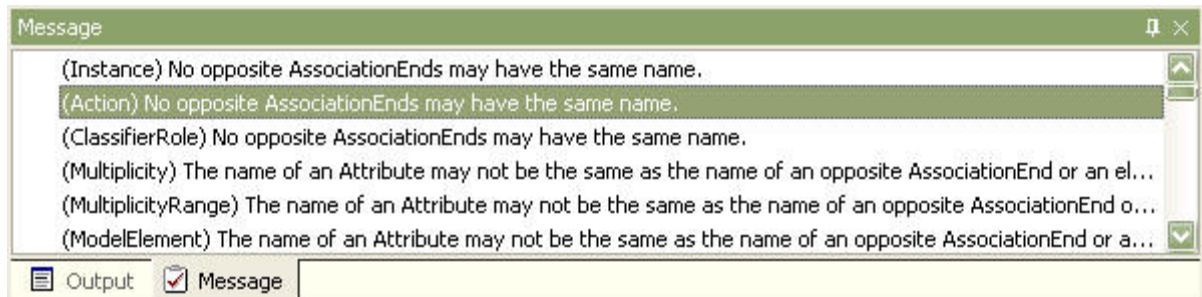 Message
(Instance) No opposite AssociationEnds may have the same name.
(Action) No opposite AssociationEnds may have the same name.
(ClassifierRole) No opposite AssociationEnds may have the same name.
(Multiplicity) The name of an Attribute may not be the same as the name of an opposite AssociationEnd or an el...
(MultiplicityRange) The name of an Attribute may not be the same as the name of an opposite AssociationEnd o...
(ModelElement) The name of an Attribute may not be the same as the name of an opposite AssociationEnd or a...
Output Message